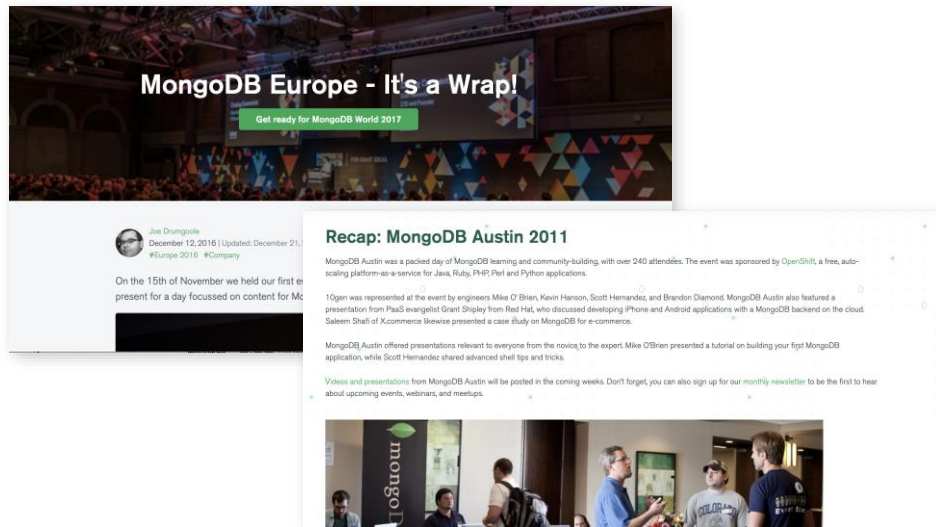 MongoDB Europe - It's a Wrap!
Get ready for MongoDB World 2017
Joe Drumgoole
December 12, 2016 | Updated: December 21,
#Europe 2016 #Company
On the 15th of November we held our first
present for a day focussed on content for
Recap: MongoDB Austin 2011
MongoDB Austin was a packed day of MongoDB learning and community-building, with over 240 attendees. The event was sponsored by OpenShift, a free, auto-
scaling platform-as-a-service for Java, Ruby, PHP, Perl and Python applications.
10gen was represented at the event by engineers Mike O' Brien, Kevin Hanson, Scott Hernandez, and Brandon Diamond. MongoDB Austin also featured a
presentation from PaaS evangelist Grant Shipley from Red Hat, who discussed developing iPhone and Android applications with a MongoDB backend on the cloud.
Saleem Shafi of X.commerce likewise presented a case study on MongoDB for e-commerce.
MongoDB Austin offered presentations relevant to everyone from the novice to the expert. Mike O'Brien presented a tutorial on building your first MongoDB
application, while Scott Hernandez shared advanced shell tips and tricks.
Videos and presentations from MongoDB Austin will be posted in the coming weeks. Don't forget, you can also sign up for our monthly newsletter to be the first to hear
about upcoming events, webinars, and meetups.
mongoD
COLORADO